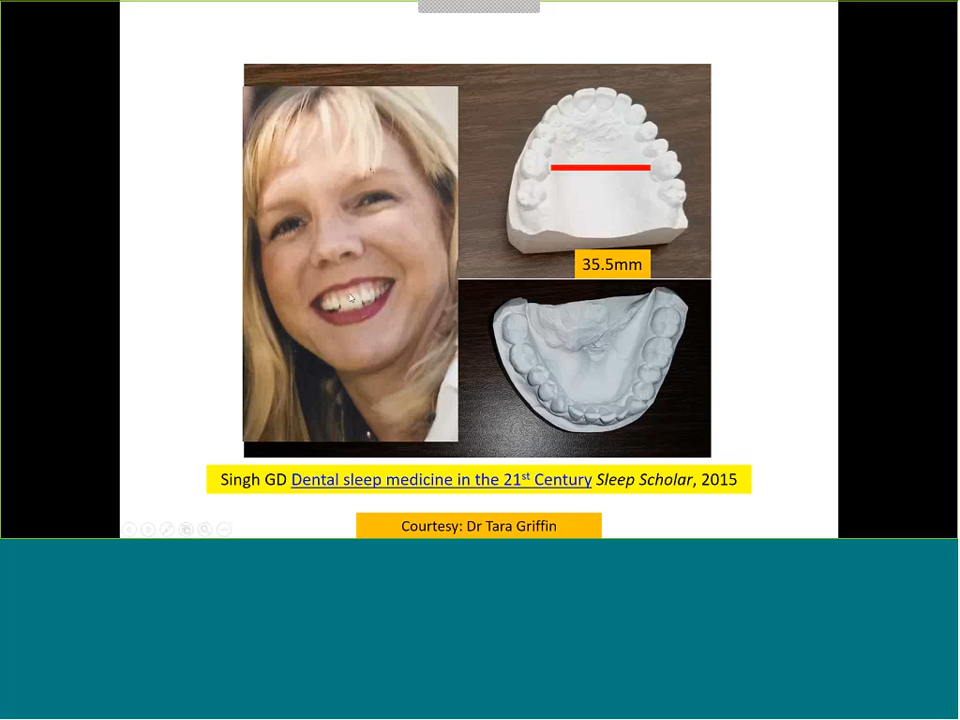 35.5mm
Singh GD Dental sleep medicine in the 21st Century Sleep Scholar, 2015
Courtesy: Dr Tara Griffin